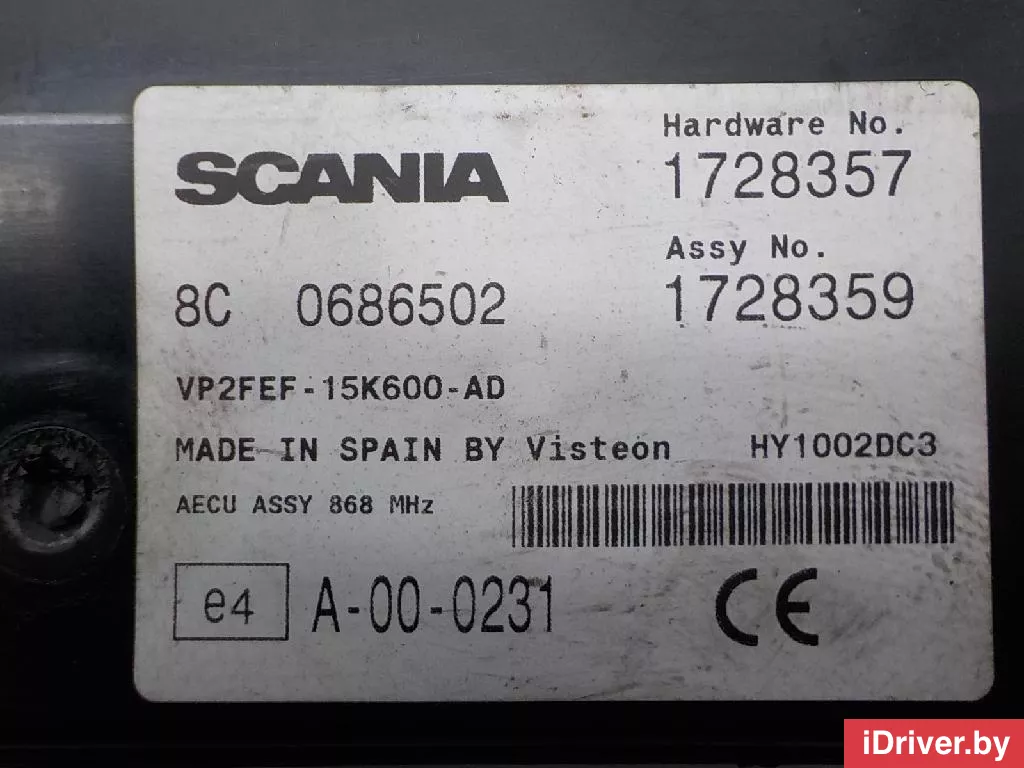 SCANIA
Hardware No.
1728357
Assy No.
8C 0686502
1728359
VP2FEF-15K600-AD
MADE IN SPAIN BY Visteon HY1002DC3
AECU ASSY 868 MHz
e4 A-00-0231 CE
iDriver.by